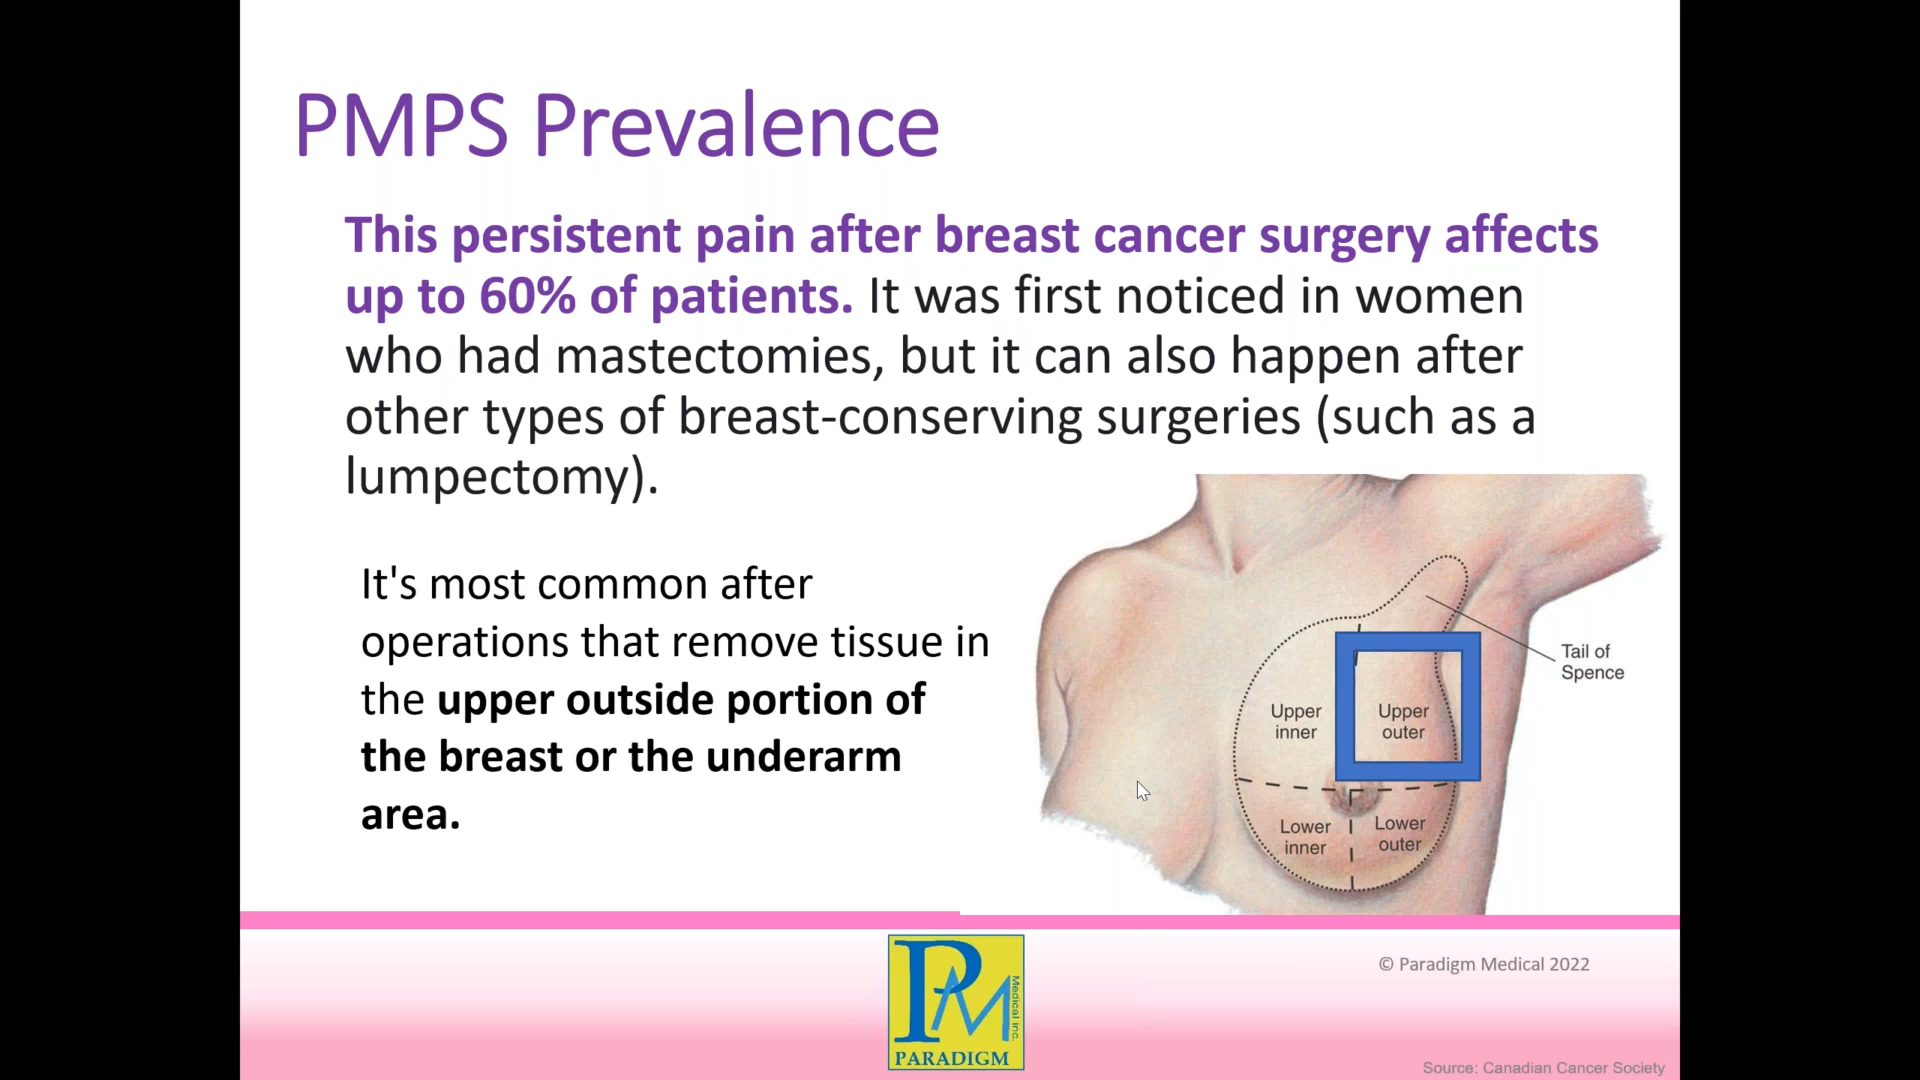 PMPS Prevalence
This persistent pain after breast cancer surgery affects
up to 60% of patients. It was first noticed in women
who had mastectomies, but it can also happen after
other types of breast-conserving surgeries (such as a
lumpectomy).
It's most common after
operations that remove tissue in
the upper outside portion of
the breast or the underarm
area.
Tail of
Spence
Upper
inner
Upper
outer
Lower
inner
Lower
outer
PM
Medical Inc.
PARADIGM
© Paradigm Medical 2022
Source: Canadian Cancer Society